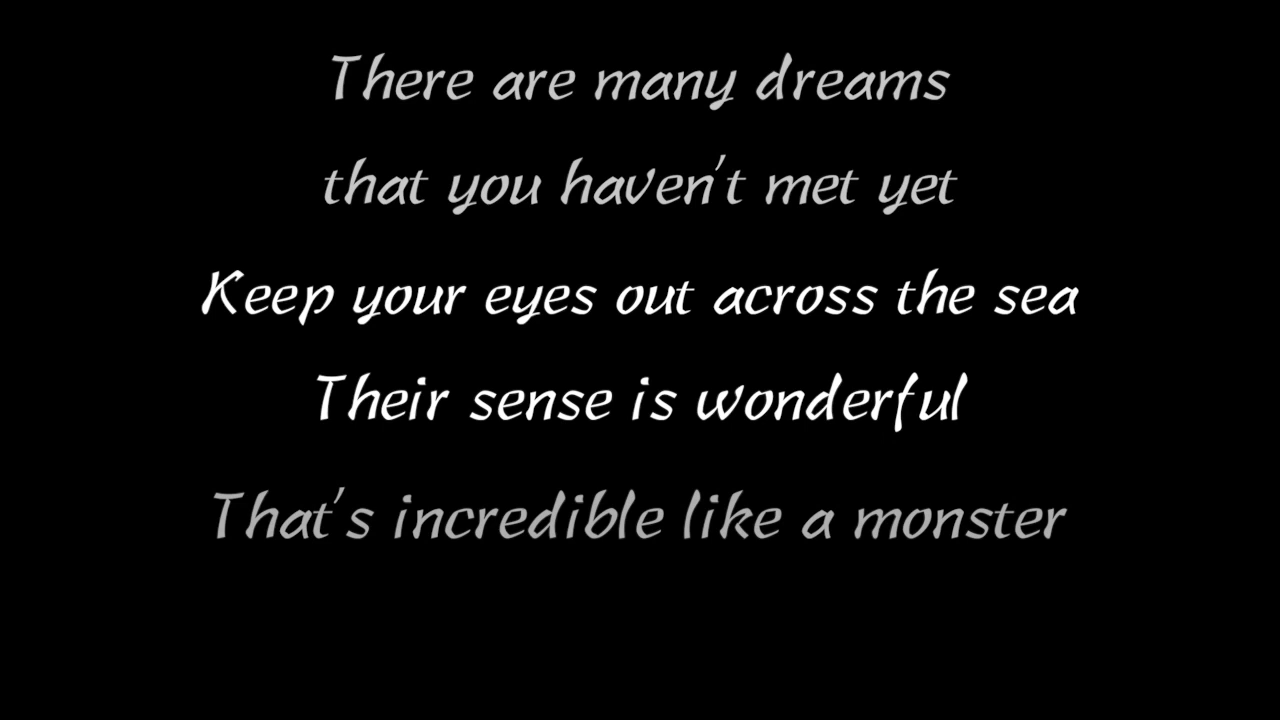 There are many dreams
that you haven't met yet
Keep your eyes out across the sea
Their sense is wonderful
That's incredible like a monster